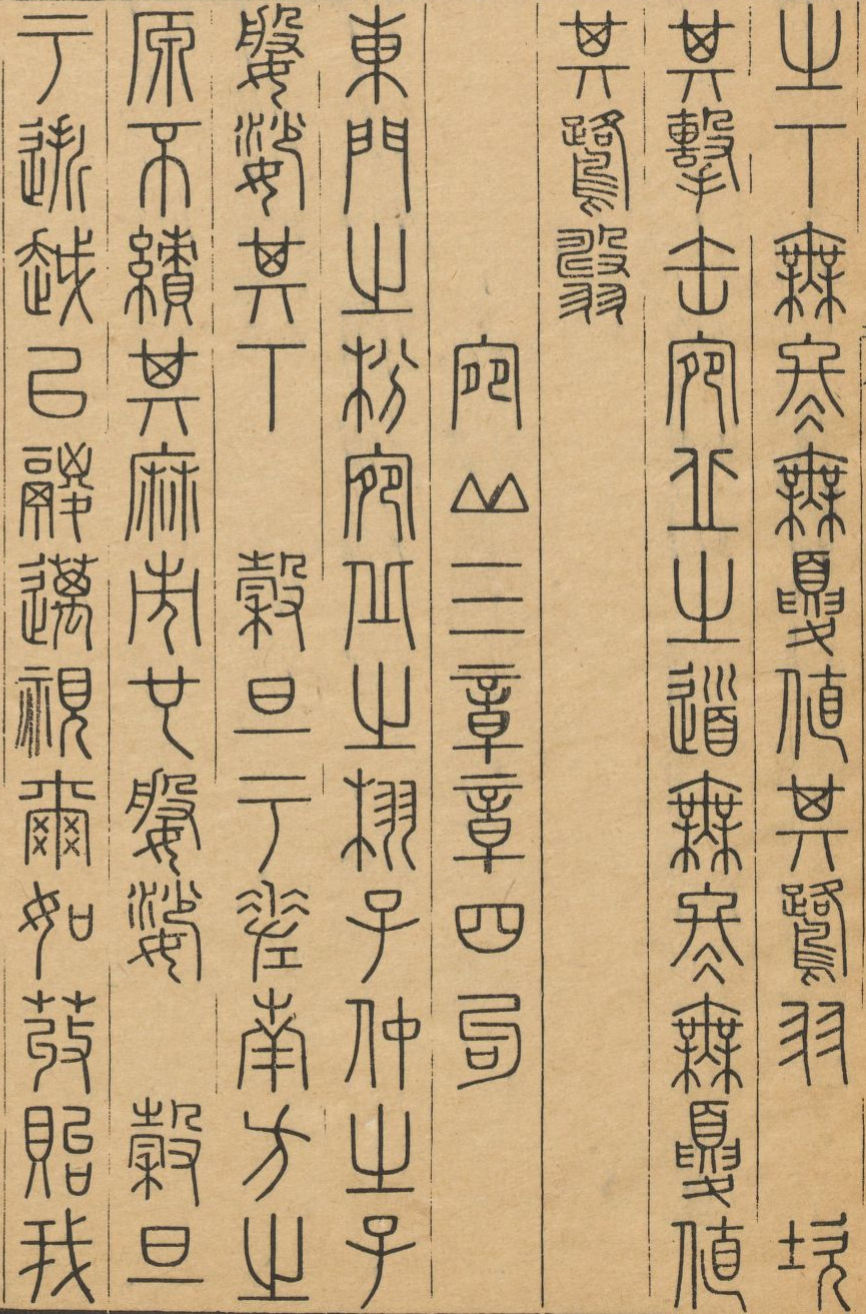 之下無冬無夏値其鷺羽　坎
其擊缶宛丘之道無冬無夏値
其鷺翿
宛丘三章章四句
東門之枌宛丘之栩子仲之子
婆娑其下　穀旦于差南方之
原不績其麻市也婆娑　穀旦
于逝越以鬷邁視爾如荍貽我